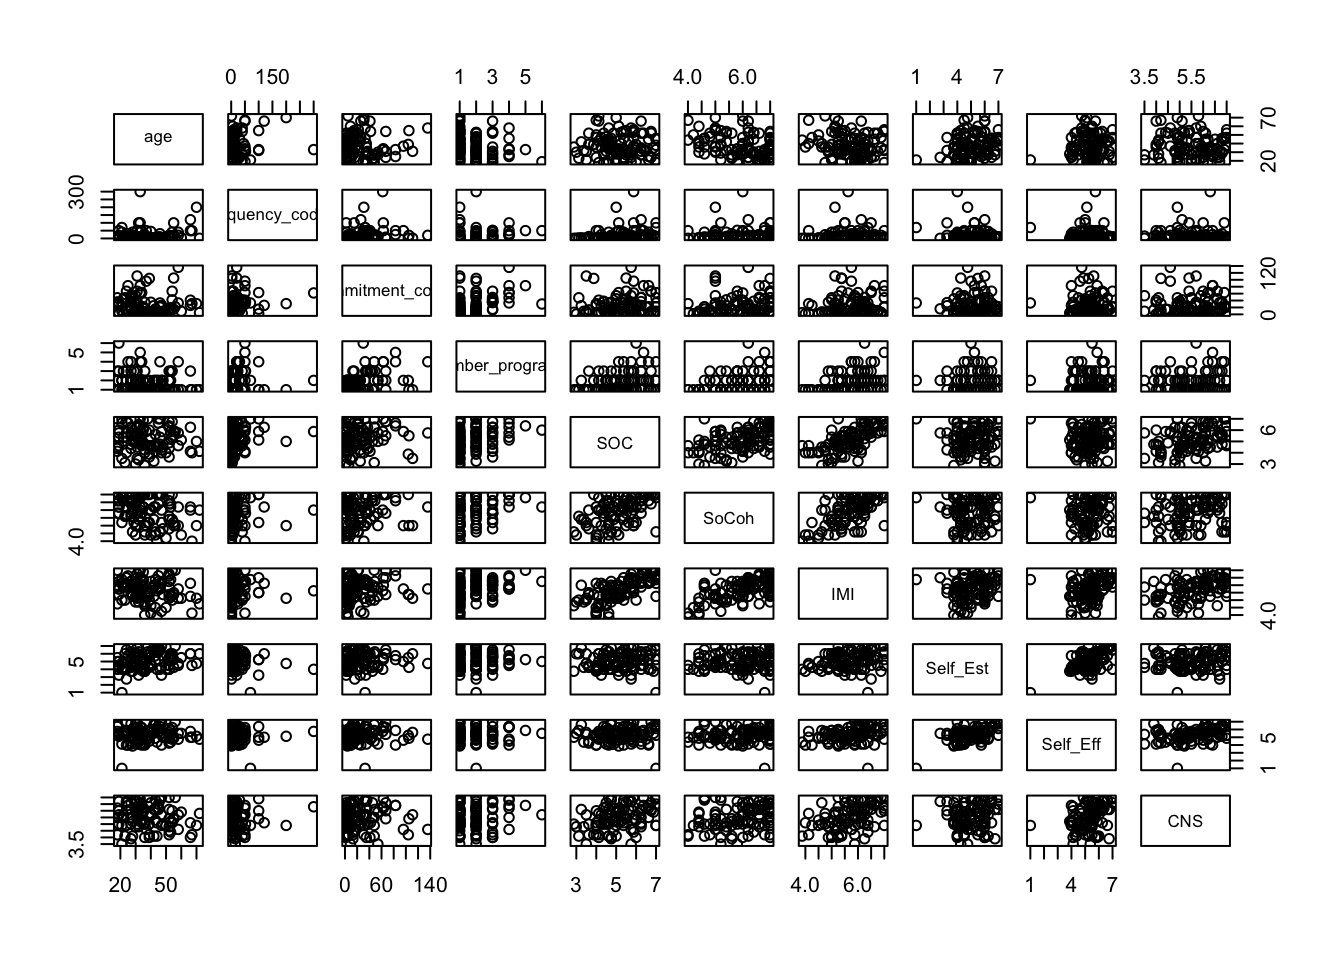 0 150 1 3 5 4.0 6.0 1 4 7 3.5 5.5
age 20 70
0 300 quency_cod
mitment_co 0 120
1 5 mber_progra
SOC 3 6
4.0 SoCoh
IMI 4.0
1 5 Self_Est
Self_Eff 1 5
3.5 CNS
20 50 0 60 140 3 5 7 4.0 6.0 1 4 7